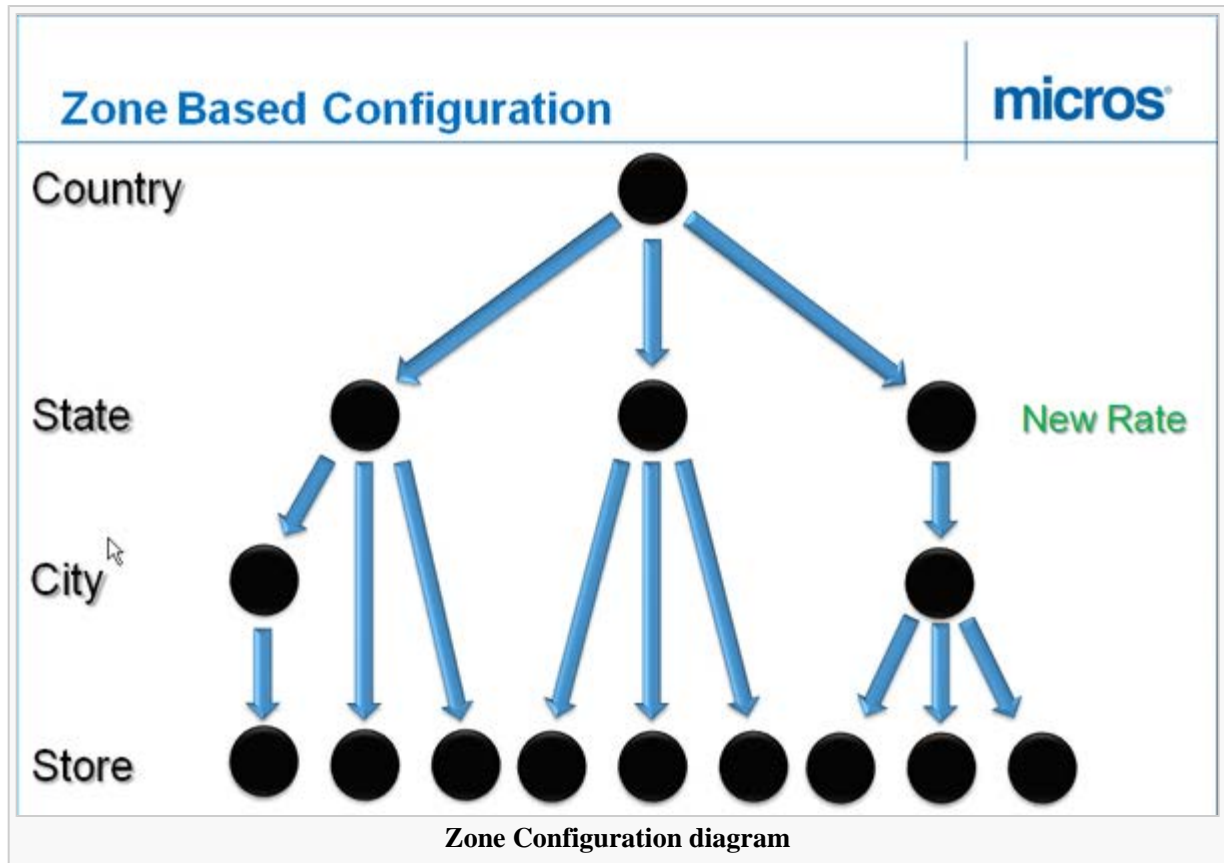 Zone Based Configuration
micros
Country
State
New Rate
City
Store
Zone Configuration diagram